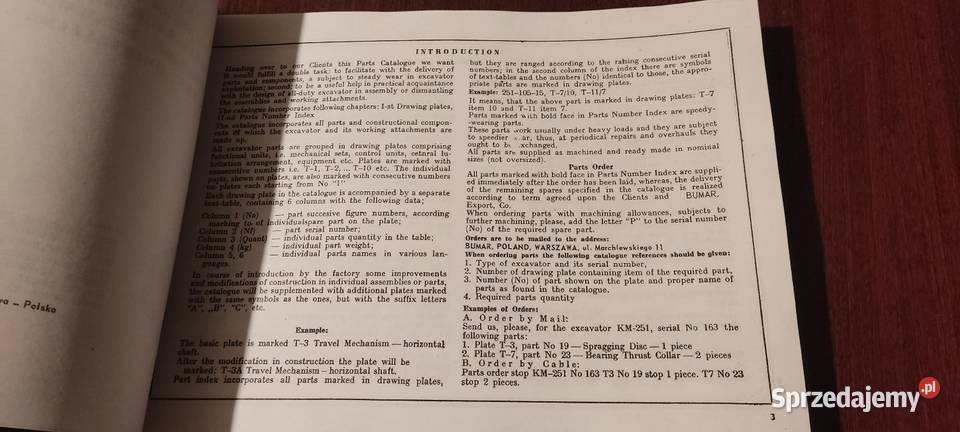 ra – Polska
INTRODUCTION
Heading over to our Clients this Parts Catalogue we want
it would fulfill a double task: to facilitate with the delivery of
parts and components, a subject to steady wear in excavator
exploitation; second: to be a useful help in practical acquaintance
with the design of all-duty excavator in assembly or dismantling
the assemblies and working attachments.
The catalogue incorporates following chapters: I-st Drawing plates,
II-nd Parts Number Index
The catalogue incorporates all parts and constructional compon-
ents of which the excavator and its working attachments are
made up.
All excavator parts are grouped in drawing plates comprising
functional units, i.e. mechanical sets, control units, cetaral lu-
brication arrangement, equipment etc. Plates are marked with
consecutive numbers i.e. T-1, T-2, ... T-10 etc. The individual
parts, shown on plates, are also marked with consecutive numbers
on plates each starting from No "1"
Each drawing plate in the catalogue is accompanied by a separate
text-table, containing 6 columns with the following data;
Column 1 (No) — part succesive figure numbers, according
marking to of individualspare part on the plate;
Column 2 (Nf) — part serial number;
Column 3 (Quant) — individual parts quantity in the table;
Column 4 (kg) — individual part weight;
Column 5, 6 — individual parts names in various lan-
guages.
In course of introduction by the factory some improvements
and modifications of construction in individual assemblies or parts,
the catalogue will be supplemented with additional plates marked
with the same symbols as the ones, but with the suffix letters
"A", „B", "C", etc.
Example:
The basic plate is marked T-3 Travel Mechanism — horizontal
shaft.
After the modification in construction the plate will be
marked: T-3A Travel Mechanism – horizontal shaft.
Part index incorporates all parts marked in drawing plates,
but they are ranged according to the raising consecutive serial
numbers; in the second column of the index there are symbols
of text-tables and the numbers (No) identical to those, the appro-
priate parts are marked in drawing plates.
Example: 251-105-15, T-7/10, T-11/7
It means, that the above part is marked in drawing plates: T-7
item 10 and T-11 item 7.
Parts marked with bold face in Parts Number Index are speedy-
-wearing parts.
These parts work usually under heavy loads and they are subject
to speedier ar, thus, at periodical repairs and overhauls they
ought to be xchanged.
All parts are supplied as machined and ready made in nominal
sizes (not oversized).
Parts Order
All parts marked with bold face in Parts Number Index are suppli-
ed immediately after the order has been laid, whereas, the delivery
of the remaining spares specified in the catalogue is realized
according to term agreed upon the Clients and BUMAR,
Export, Co.
When ordering parts with machining allowances, subjects to
further machining, please, add the letter "P" to the serial number
(No) of the required spare part.
Orders are to be mailed to the address:
BUMAR, POLAND, WARSZAWA, ul. Marchlewskiego 11
When ordering parts the following catalogue references should be given:
1. Type of excavator and its serial number,
2. Number of drawing plate containing item of the required part,
3. Number (No) of part shown on the plate and proper name of
parts as found in the catalogue.
4. Required parts quantity
Examples of Orders:
A. Order by Mail:
Send us, please, for the excavator KM-251, serial No 163 the
following parts:
1. Plate T-3, part No 19 — Spragging Disc — 1 piece
2. Plate T-7, part No 23 — Bearing Thrust Collar — 2 pieces
B. Order by Cable:
Parts order stop KM-251 No 163 T3 No 19 stop 1 piece. T7 No 23
stop 2 pieces.
3
Sprzedajemy.pl